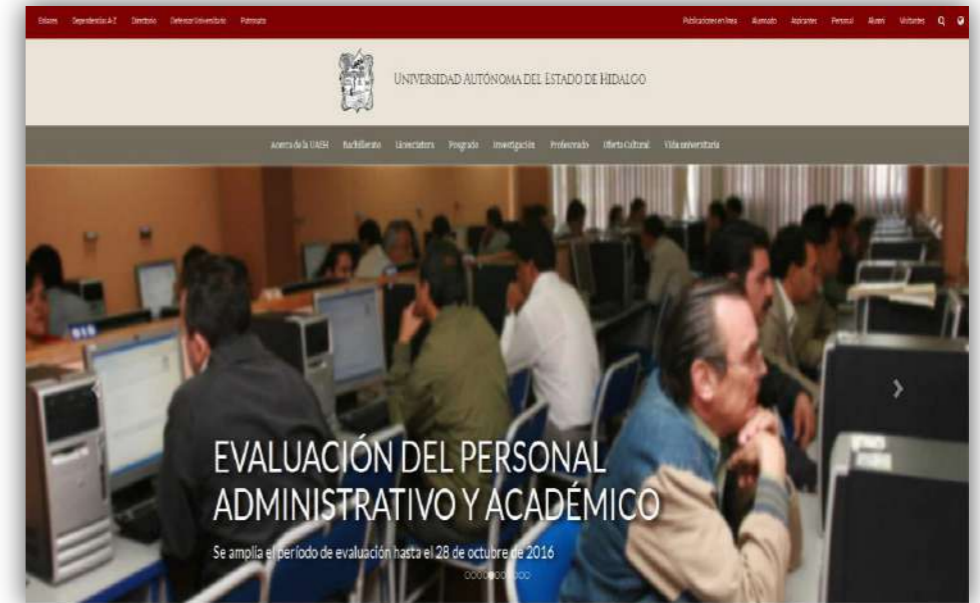 Enlaces Dependencias A-Z Directorio Defensor Universitario Patronato
Publicaciones en línea Alumnado Aspirantes Personal Alumni Visitantes
UNIVERSIDAD AUTÓNOMA DEL ESTADO DE HIDALGO
Acerca de la UAEH Bachillerato Licenciatura Posgrado Investigación Profesorado Oferta Cultural Vida universitaria
EVALUACIÓN DEL PERSONAL
ADMINISTRATIVO Y ACADÉMICO
Se amplía el período de evaluación hasta el 28 de octubre de 2016